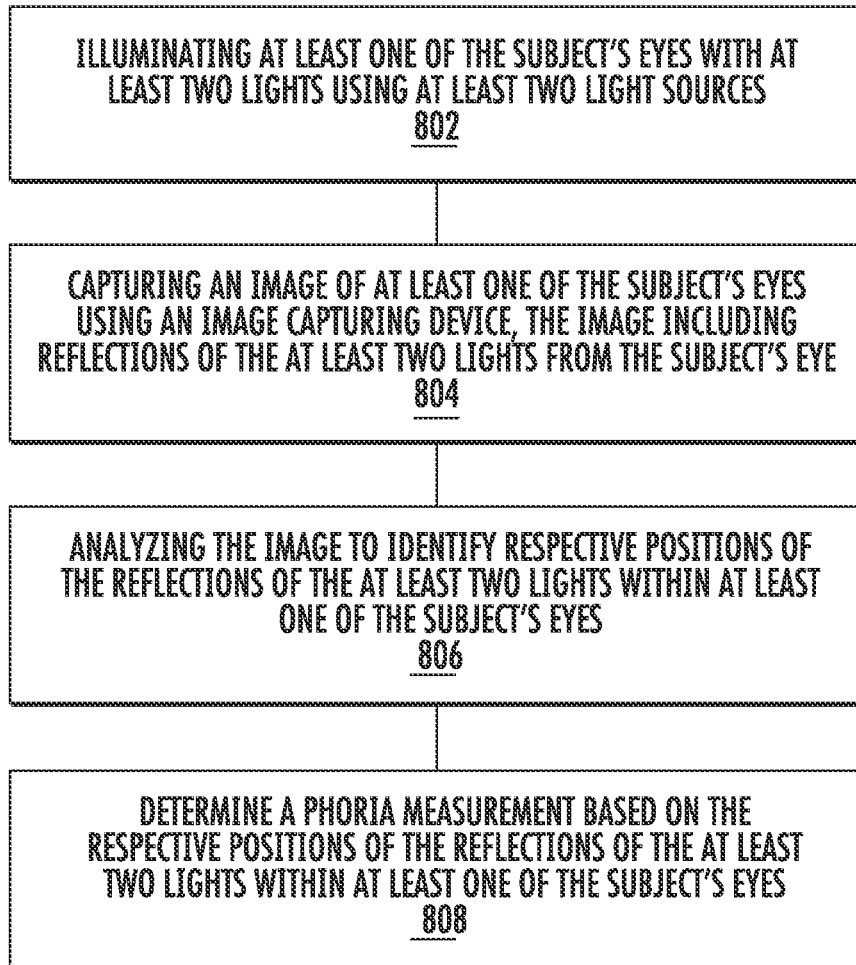 ILLUMINATING AT LEAST ONE OF THE SUBJECT'S EYES WITH AT
LEAST TWO LIGHTS USING AT LEAST TWO LIGHT SOURCES
802
CAPTURING AN IMAGE OF AT LEAST ONE OF THE SUBJECT'S EYES
USING AN IMAGE CAPTURING DEVICE, THE IMAGE INCLUDING
REFLECTIONS OF THE AT LEAST TWO LIGHTS FROM THE SUBJECT'S EYE
804
ANALYZING THE IMAGE TO IDENTIFY RESPECTIVE POSITIONS OF
THE REFLECTIONS OF THE AT LEAST TWO LIGHTS WITHIN AT LEAST
ONE OF THE SUBJECT'S EYES
806
DETERMINE A PHORIA MEASUREMENT BASED ON THE
RESPECTIVE POSITIONS OF THE REFLECTIONS OF THE AT LEAST
TWO LIGHTS WITHIN AT LEAST ONE OF THE SUBJECT'S EYES
808